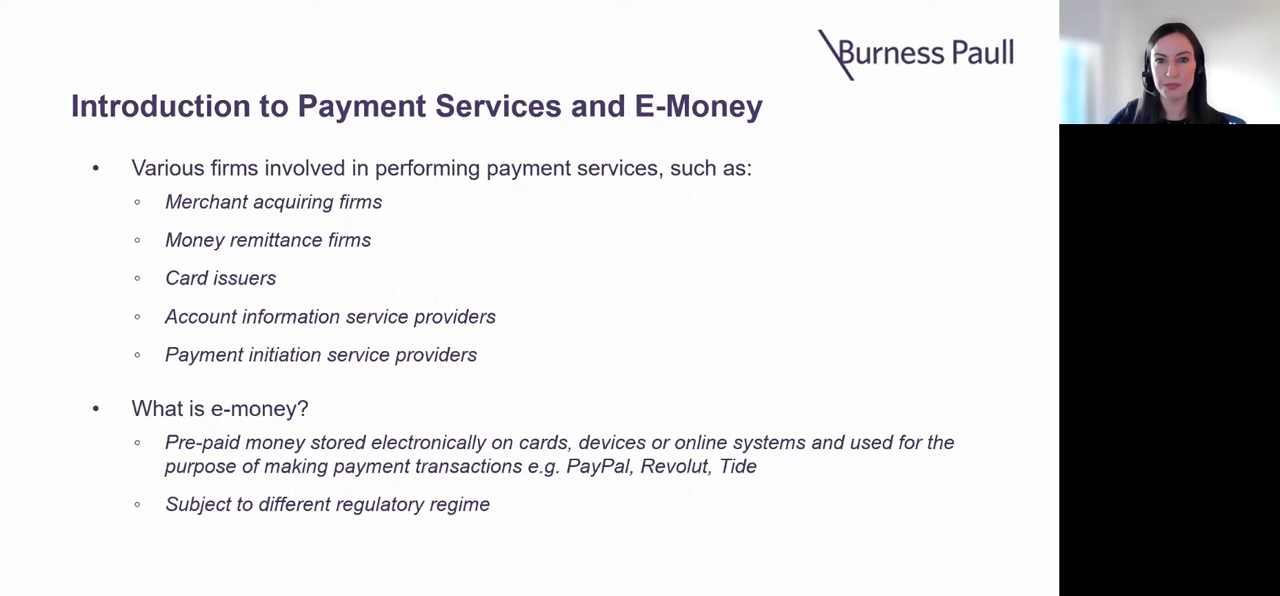 Burness Paull
Introduction to Payment Services and E-Money
• Various firms involved in performing payment services, such as:
◦ Merchant acquiring firms
◦ Money remittance firms
◦ Card issuers
◦ Account information service providers
◦ Payment initiation service providers
• What is e-money?
◦ Pre-paid money stored electronically on cards, devices or online systems and used for the
purpose of making payment transactions e.g. PayPal, Revolut, Tide
◦ Subject to different regulatory regime